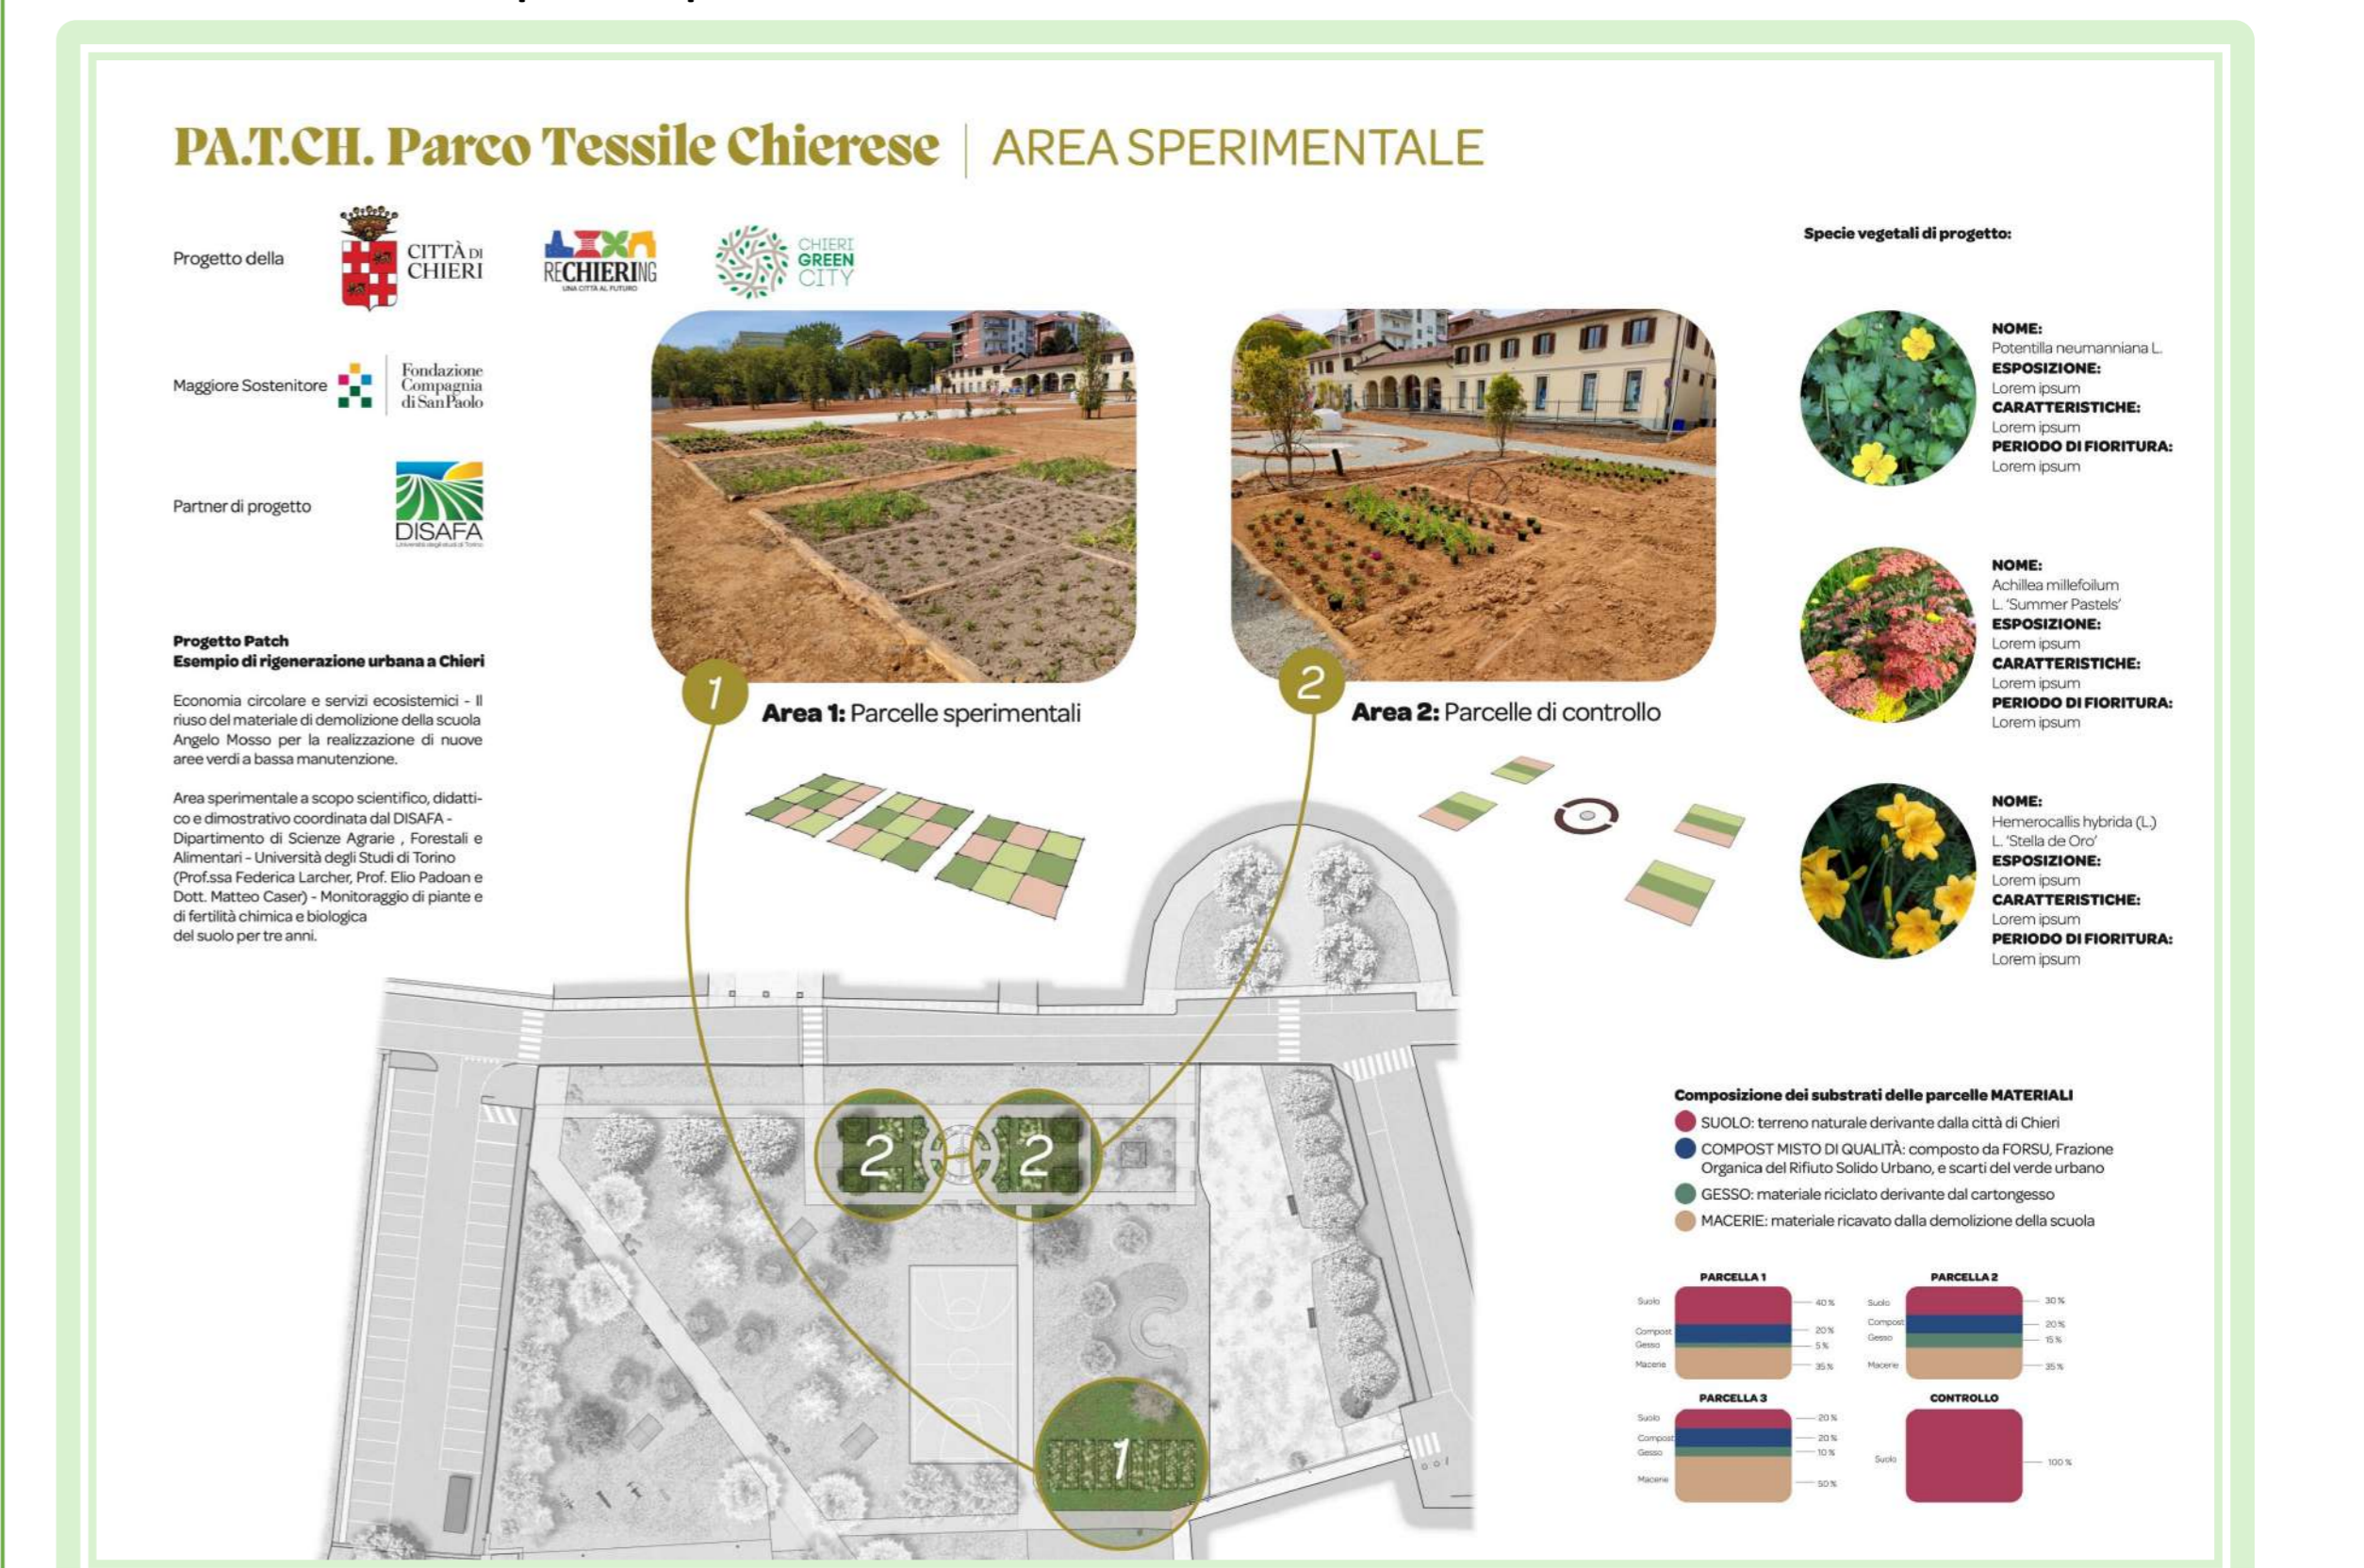 PA.T.CH. Parco Tessile Chierese | AREA SPERIMENTALE
Progetto della
CITTÀ DI
CHIERI
RECHIERING
UNA CITTÀ AL FUTURO
CHIERI
GREEN
CITY
Maggiore Sostenitore
Fondazione
Compagnia
di San Paolo
Partner di progetto
DISAFA
Università degli studi di Torino
Progetto Patch
Esempio di rigenerazione urbana a Chieri
Economia circolare e servizi ecosistemici - Il
riuso del materiale di demolizione della scuola
Angelo Mosso per la realizzazione di nuove
aree verdi a bassa manutenzione.
Area sperimentale a scopo scientifico, didatti-
co e dimostrativo coordinata dal DISAFA -
Dipartimento di Scienze Agrarie , Forestali e
Alimentari - Università degli Studi di Torino
(Prof.ssa Federica Larcher, Prof. Elio Padoan e
Dott. Matteo Caser) - Monitoraggio di piante e
di fertilità chimica e biologica
del suolo per tre anni.
1
Area 1: Parcelle sperimentali
2
Area 2: Parcelle di controllo
2
2
1
Specie vegetali di progetto:
NOME:
Potentilla neumanniana L.
ESPOSIZIONE:
Lorem ipsum
CARATTERISTICHE:
Lorem ipsum
PERIODO DI FIORITURA:
Lorem ipsum
NOME:
Achillea millefoilum
L. ‘Summer Pastels’
ESPOSIZIONE:
Lorem ipsum
CARATTERISTICHE:
Lorem ipsum
PERIODO DI FIORITURA:
Lorem ipsum
NOME:
Hemerocallis hybrida (L.)
L. ‘Stella de Oro’
ESPOSIZIONE:
Lorem ipsum
CARATTERISTICHE:
Lorem ipsum
PERIODO DI FIORITURA:
Lorem ipsum
Composizione dei substrati delle parcelle MATERIALI
SUOLO: terreno naturale derivante dalla città di Chieri
COMPOST MISTO DI QUALITÀ: composto da FORSU, Frazione
Organica del Rifiuto Solido Urbano, e scarti del verde urbano
GESSO: materiale riciclato derivante dal cartongesso
MACERIE: materiale ricavato dalla demolizione della scuola
PARCELLA 1
Suolo 40 %
Compost 20 %
Gesso 5 %
Macerie 35 %
PARCELLA 2
Suolo 30 %
Compost 20 %
Gesso 15 %
Macerie 35 %
PARCELLA 3
Suolo 20 %
Compost 20 %
Gesso 10 %
Macerie 50 %
CONTROLLO
Suolo 100 %